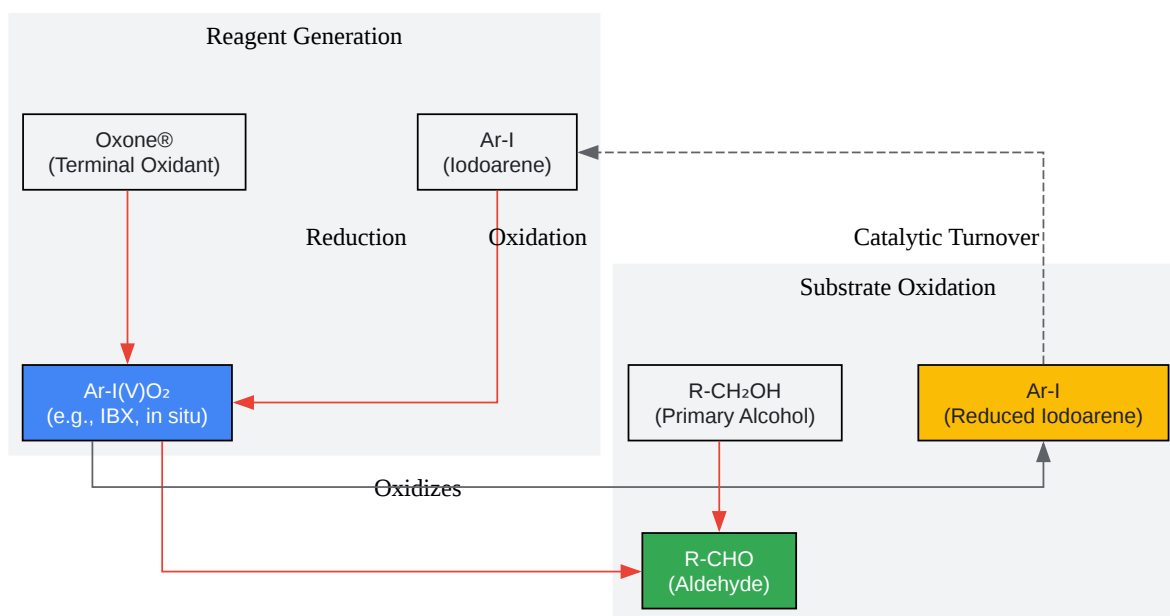 Reagent Generation
Oxone®
(Terminal Oxidant)
Ar-I
(Iodoarene)
Reduction
Oxidation
Catalytic Turnover
Substrate Oxidation
Ar-I(V)O₂
(e.g., IBX, in situ)
R-CH₂OH
(Primary Alcohol)
Ar-I
(Reduced Iodoarene)
Oxidizes
R-CHO
(Aldehyde)